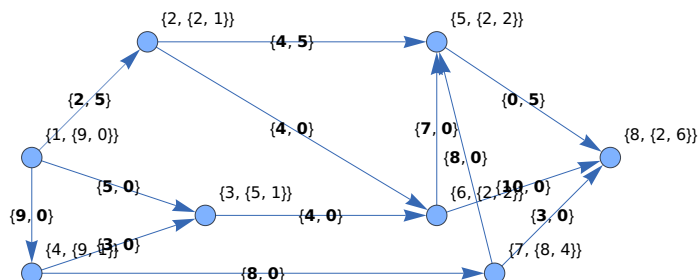 {2, {2, 1}}
{5, {2, 2}}
{4, 5}
{2, 5}
{0, 5}
{4, 0}
{7, 0}
{1, {9, 0}}
{8, {2, 6}}
{8, 0}
{5, 0}
{10, 0}
{3, {5, 1}}
{6, {2, 2}}
{9, 0}
{4, 0}
{3, 0}
{4, {9, 1}}
{3, 0}
{7, {8, 4}}
{8, 0}